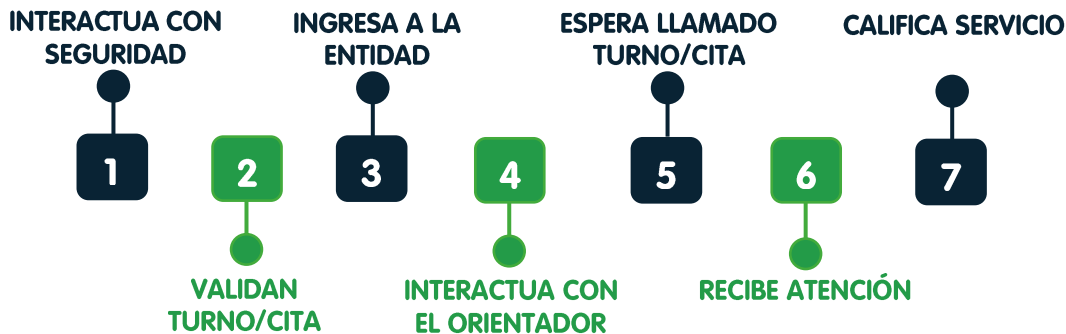 INTERACTUA CON
SEGURIDAD
1
2
VALIDAN
TURNO/CITA
INGRESA A LA
ENTIDAD
3
4
INTERACTUA CON
EL ORIENTADOR
ESPERA LLAMADO
TURNO/CITA
5
6
RECIBE ATENCIÓN
CALIFICA SERVICIO
7